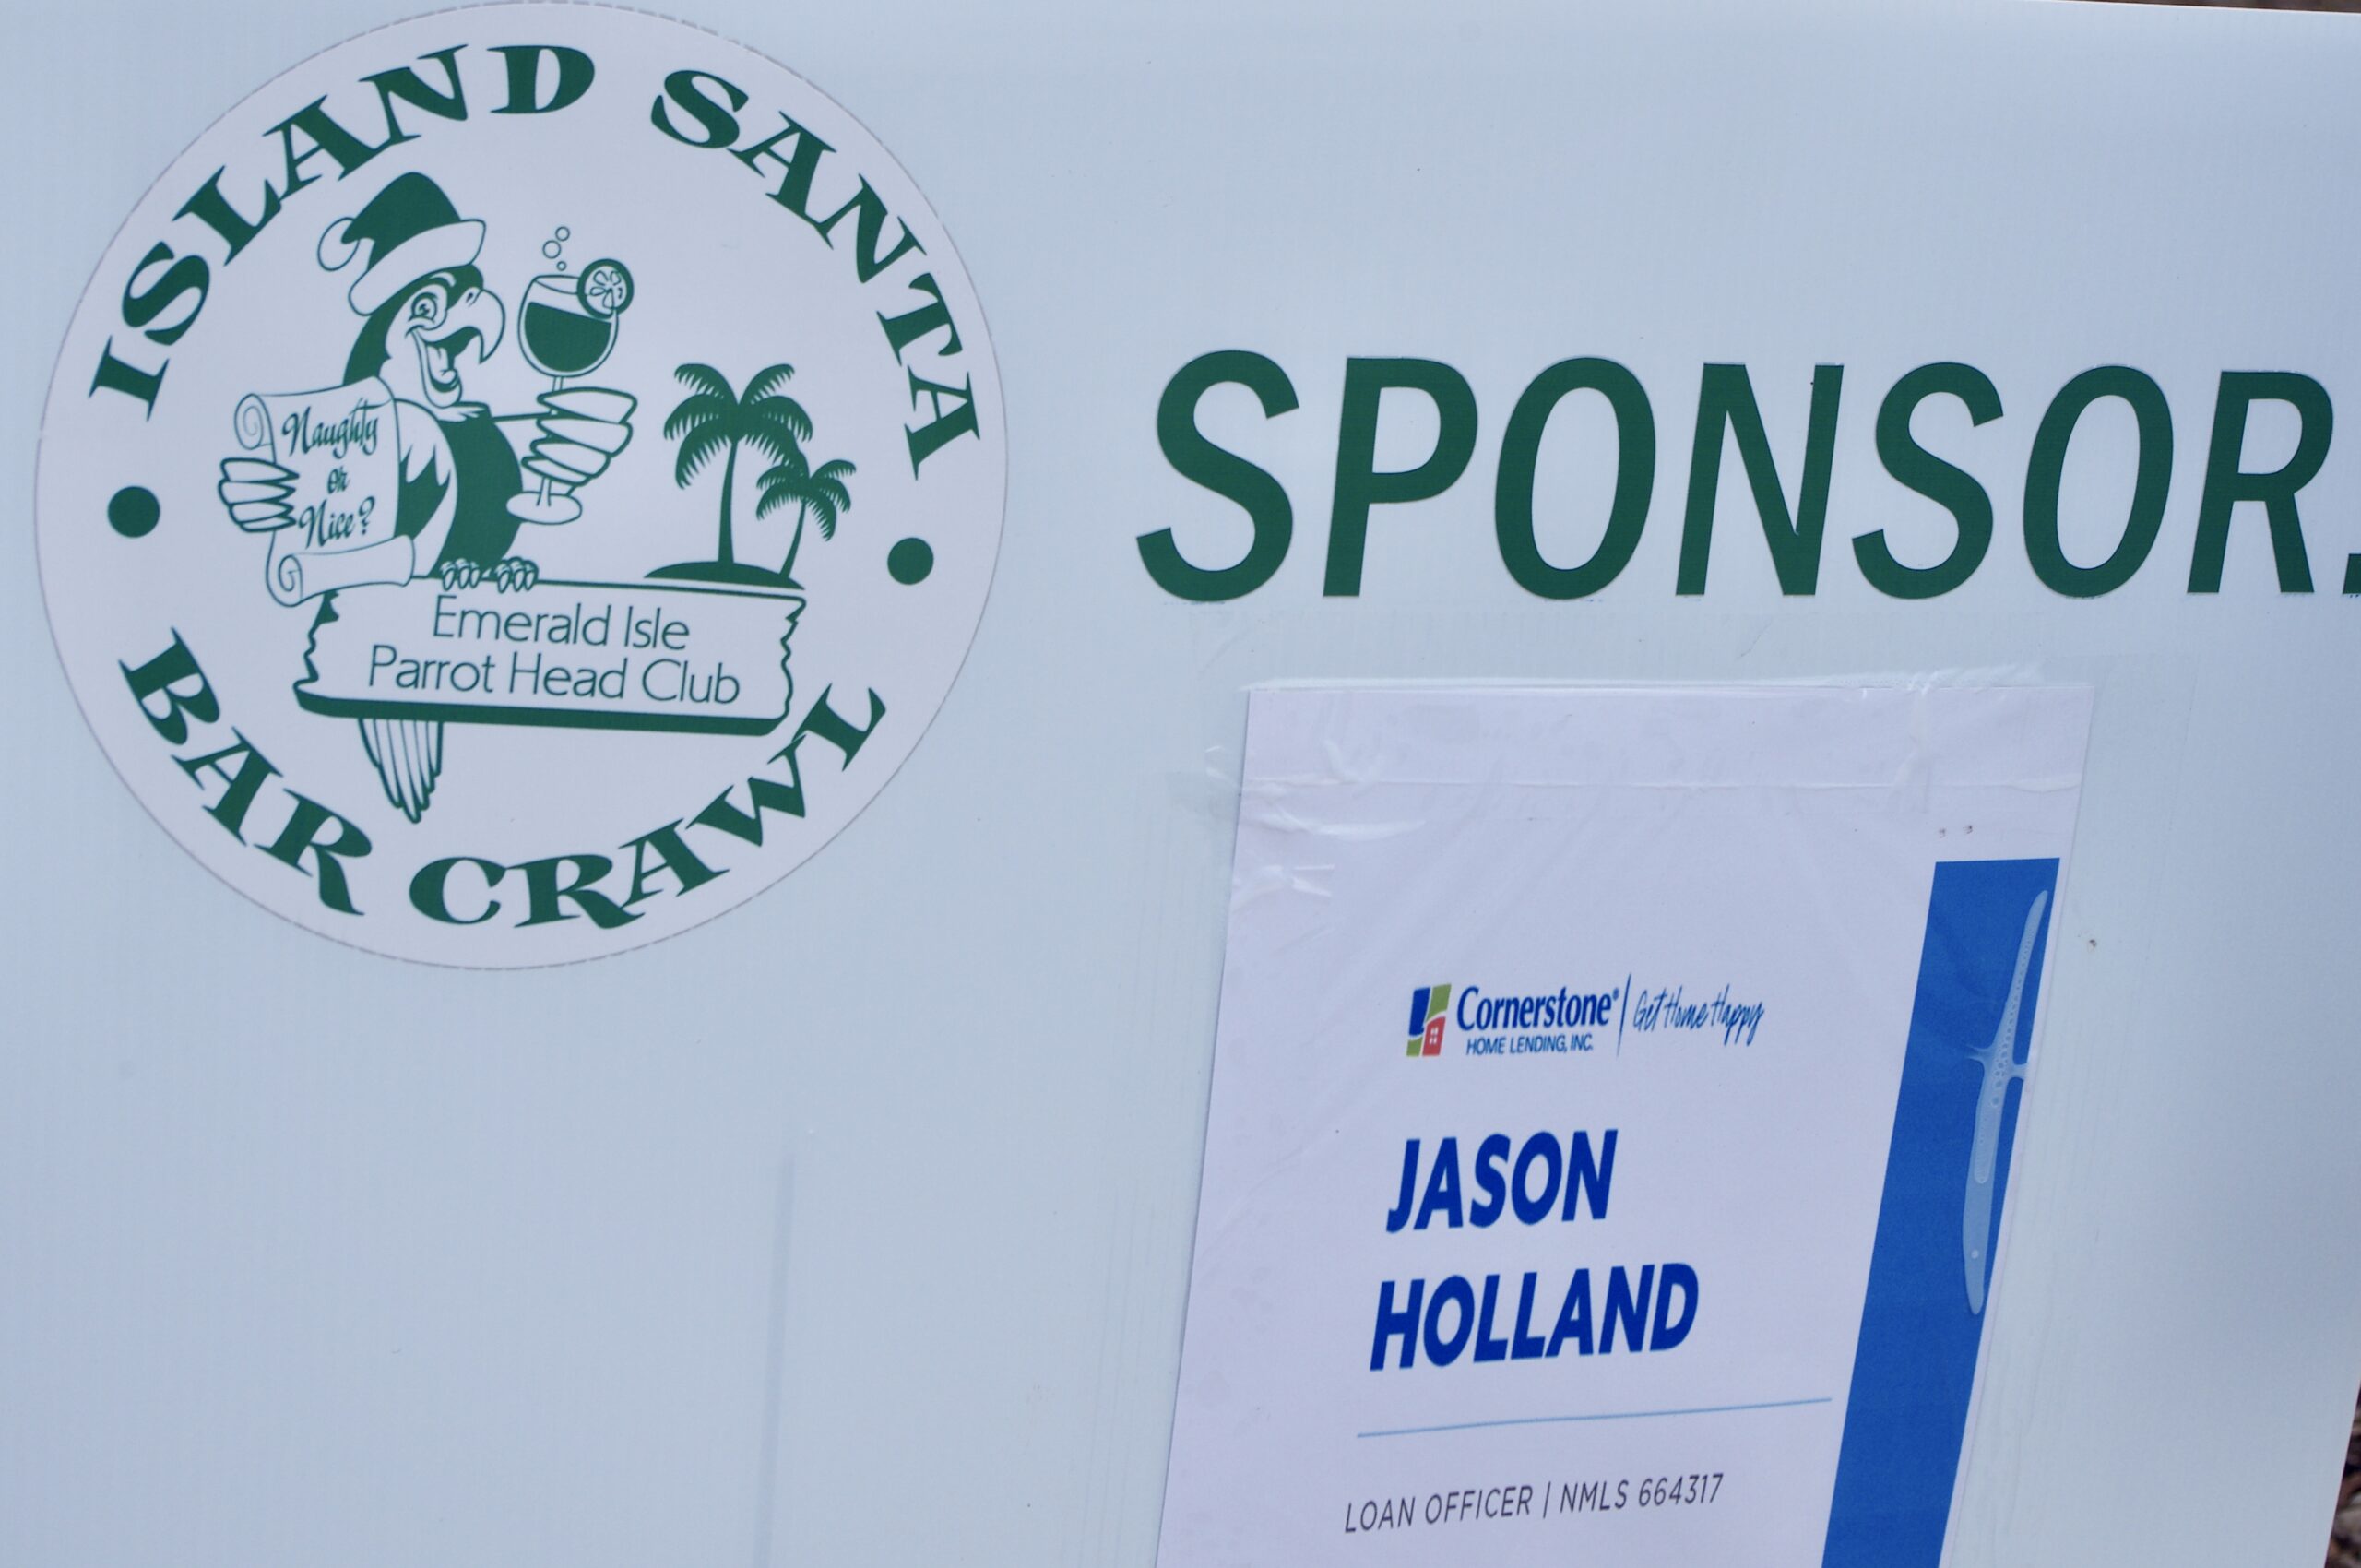 ISLAND SANTA
Naughty
or
Nice?
Emerald Isle
Parrot Head Club
BAR CRAWL
SPONSOR.
Cornerstone® | Get Home Happy
HOME LENDING, INC.
JASON
HOLLAND
LOAN OFFICER | NMLS 664317